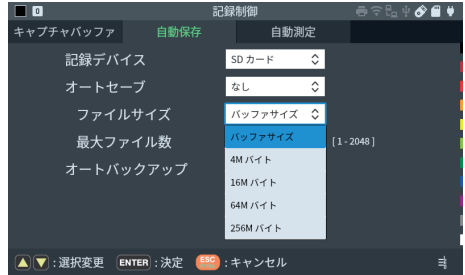 0
記録制御
キャプチャバッファ 自動保存 自動測定
記録デバイス SD カード
オートセーブ なし
ファイルサイズ バッファサイズ
最大ファイル数 バッファサイズ [ 1 - 2048 ]
オートバックアップ 4M バイト
16M バイト
64M バイト
256M バイト
:選択変更 ENTER :決定 ESC :キャンセル